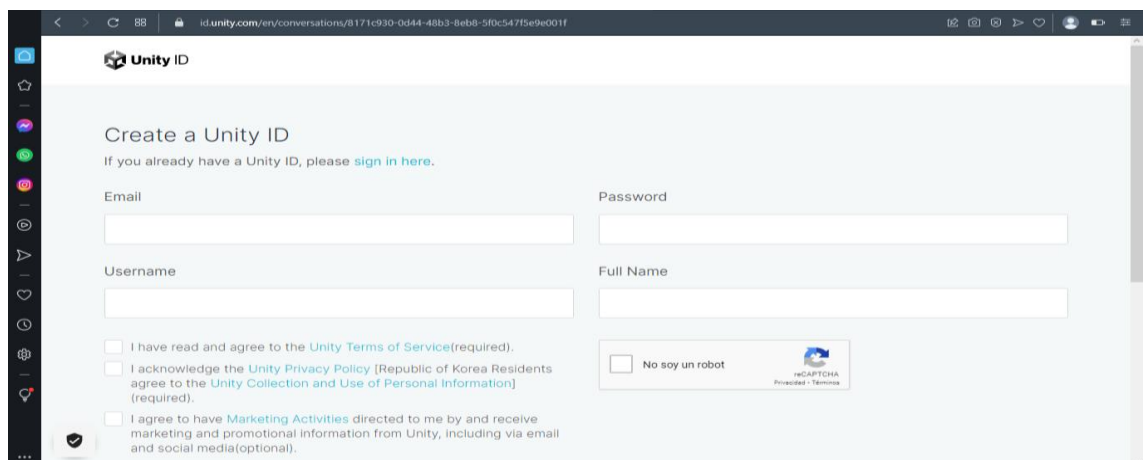 id.unity.com/en/conversations/8171c930-0d44-48b3-8eb8-5f0c547f5e9e001f
Unity ID
Create a Unity ID
If you already have a Unity ID, please sign in here.
Email
Password
Username
Full Name
I have read and agree to the Unity Terms of Service(required).
I acknowledge the Unity Privacy Policy [Republic of Korea Residents
agree to the Unity Collection and Use of Personal Information]
(required).
I agree to have Marketing Activities directed to me by and receive
marketing and promotional information from Unity, including via email
and social media(optional).
No soy un robot
reCAPTCHA
Privacidad - Términos